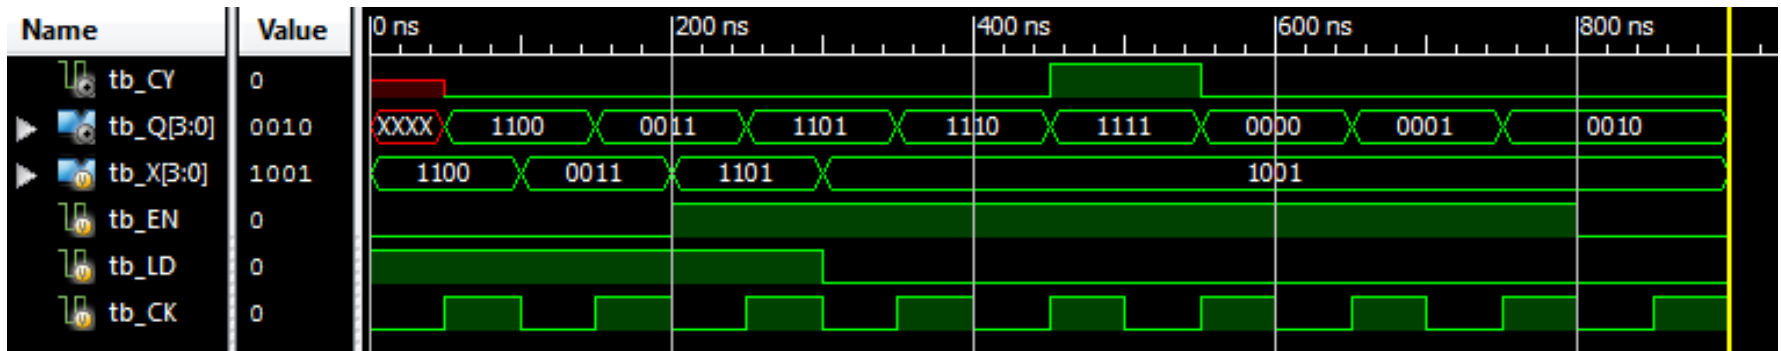 Name Value 0 ns 200 ns 400 ns 600 ns 800 ns
tb_CY 0
tb_Q[3:0] 0010 XXXX 1100 0011 1101 1110 1111 0000 0001 0010
tb_X[3:0] 1001 1100 0011 1101 1001
tb_EN 0
tb_LD 0
tb_CK 0